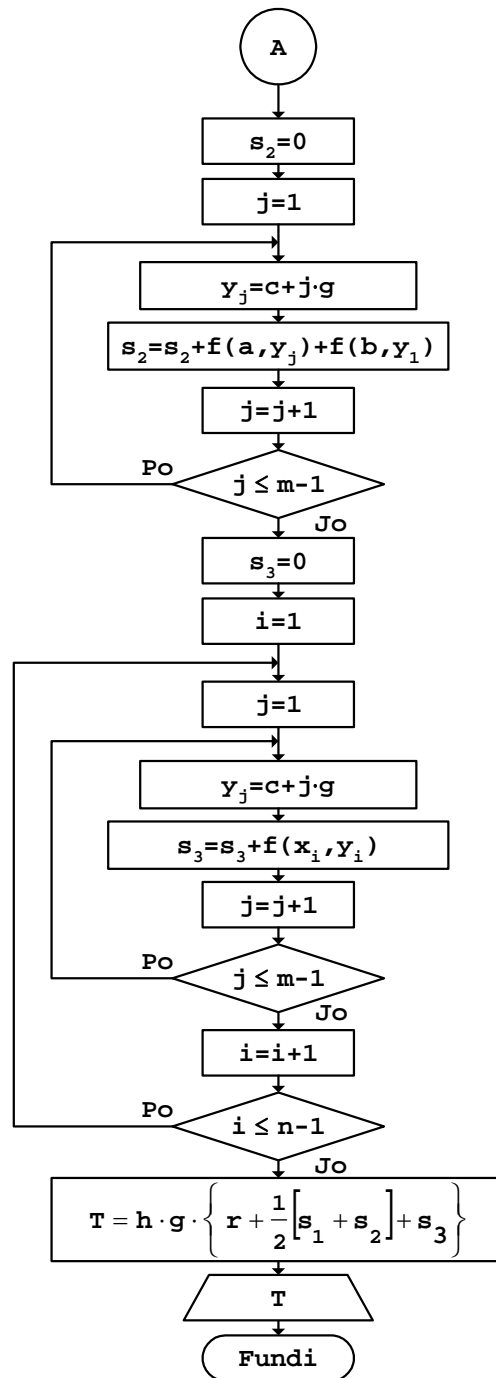 A
s₂=0
j=1
yⱼ=c+j·g
s₂=s₂+f(a,yⱼ)+f(b,y₁)
j=j+1
Po
j ≤ m-1
Jo
s₃=0
i=1
j=1
yⱼ=c+j·g
s₃=s₃+f(xᵢ,yᵢ)
j=j+1
Po
j ≤ m-1
Jo
i=i+1
Po
i ≤ n-1
Jo
T = h · g · { r + 1/2 [s₁ + s₂] + s₃ }
T
Fundi